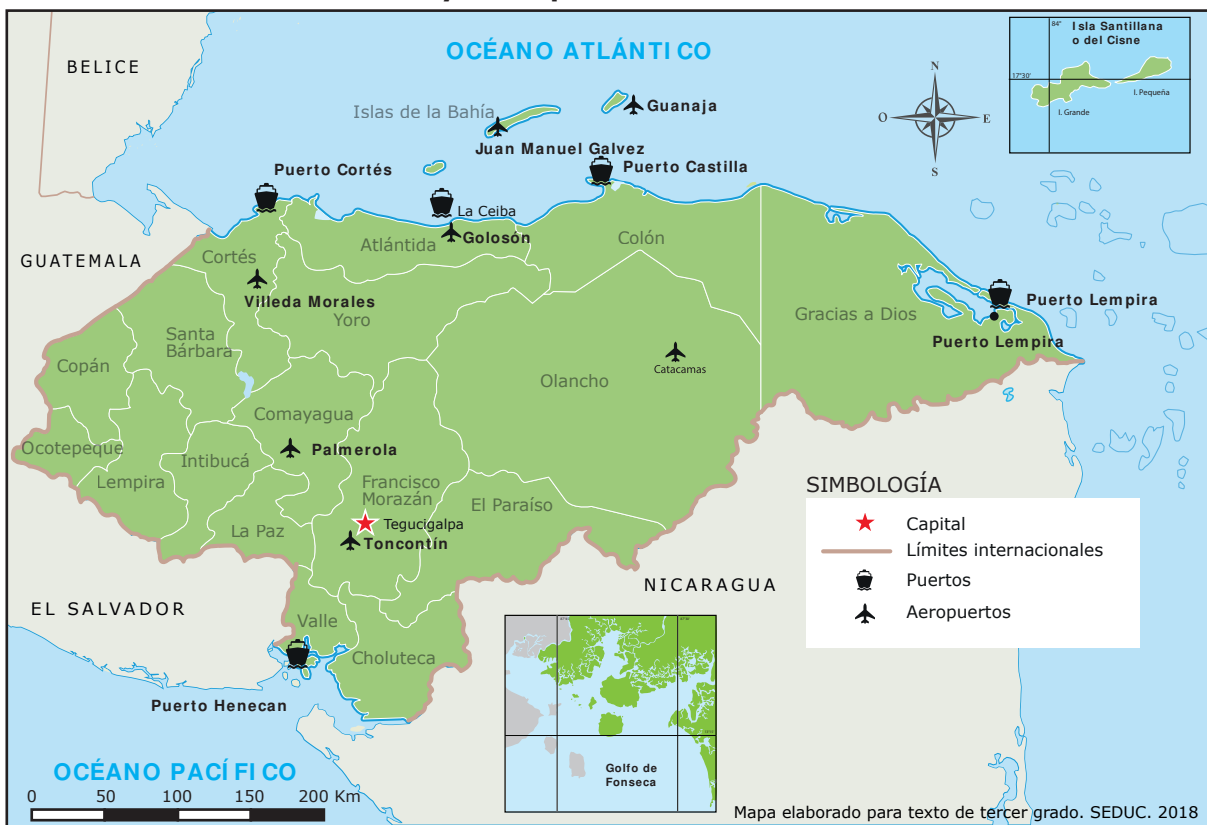 BELICE
OCÉANO ATLÁNTICO
84°
Isla Santillana
o del Cisne
17°30'
I. Pequeña
I. Grande
N
O
E
S
Islas de la Bahía
Guanaja
Juan Manuel Galvez
Puerto Cortés
Puerto Castilla
La Ceiba
Golosón
Atlántida
Colón
GUATEMALA
Cortés
Villeda Morales
Yoro
Puerto Lempira
Gracias a Dios
Puerto Lempira
Santa
Bárbara
Copán
Catacamas
Olancho
Comayagua
Ocotepeque
Intibucá
Palmerola
Lempira
Francisco
Morazán
El Paraíso
La Paz
Tegucigalpa
Toncontín
SIMBOLOGÍA
Capital
Límites internacionales
Puertos
Aeropuertos
NICARAGUA
EL SALVADOR
Valle
Choluteca
Puerto Henecan
Golfo de
Fonseca
OCÉANO PACÍFICO
0 50 100 150 200 Km
Mapa elaborado para texto de tercer grado. SEDUC. 2018